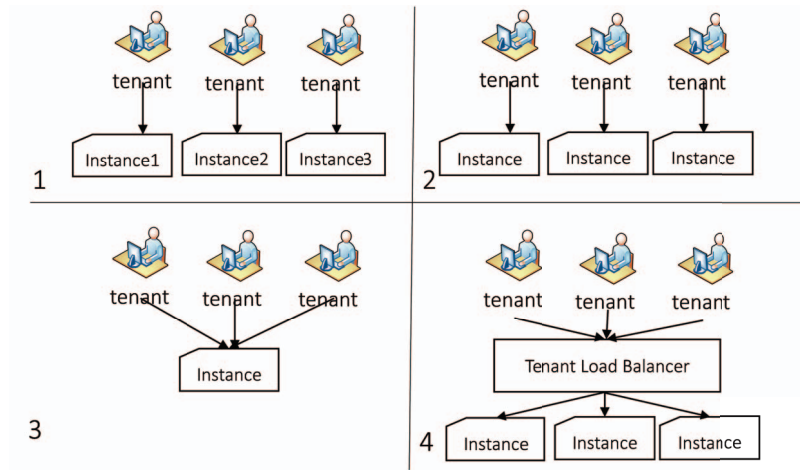 tenant tenant tenant
Instance1 Instance2 Instance3
1
tenant tenant tenant
Instance Instance Instance
2
tenant tenant tenant
Instance
3
tenant tenant tenant
Tenant Load Balancer
Instance Instance Instance
4